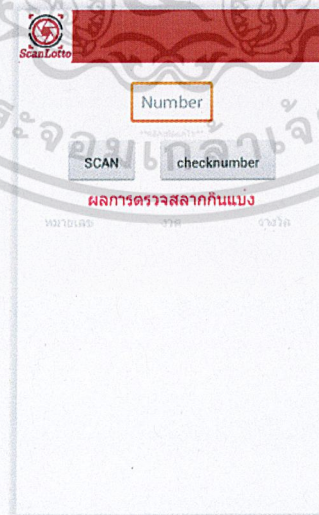 ScanLotto
Number
SCAN checknumber
ผลการตรวจสลากกินแบ่ง
หมายเลข งวด รางวัล